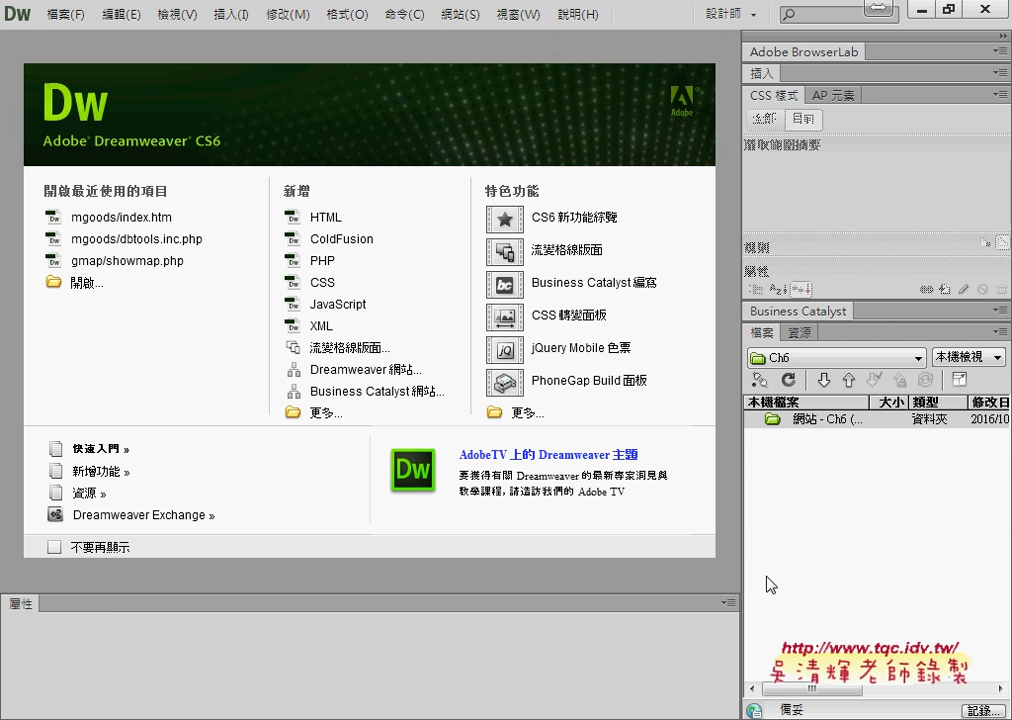 Dw 檔案(F) 編輯(E) 檢視(V) 插入(I) 修改(M) 格式(O) 命令(C) 網站(S) 視窗(W) 說明(H) 設計師
Dw
Adobe® Dreamweaver® CS6
Adobe
開啟最近使用的項目
mgoods/index.htm
mgoods/dbtools.inc.php
gmap/showmap.php
開啟...
新增
HTML
ColdFusion
PHP
CSS
JavaScript
XML
流變格線版面...
Dreamweaver 網站...
Business Catalyst 網站...
更多...
特色功能
CS6 新功能綜覽
流變格線版面
Business Catalyst 編寫
CSS 轉變面板
jQuery Mobile 色票
PhoneGap Build 面板
更多...
快速入門 »
新增功能 »
資源 »
Dreamweaver Exchange »
Dw
AdobeTV 上的 Dreamweaver 主題
要獲得有關 Dreamweaver 的最新專家洞見與
教學課程, 請造訪我們的 Adobe TV
不要再顯示
屬性
Adobe BrowserLab
插入
CSS 樣式 AP 元素
全部 目前
選取範圍摘要
規則
屬性
Business Catalyst
檔案 資源
Ch6 本機檢視
本機檔案 大小 類型 修改日
網站 - Ch6 (... 資料夾 2016/10
http://www.tqc.idv.tw/
吳清輝老師錄製
備妥 記錄...